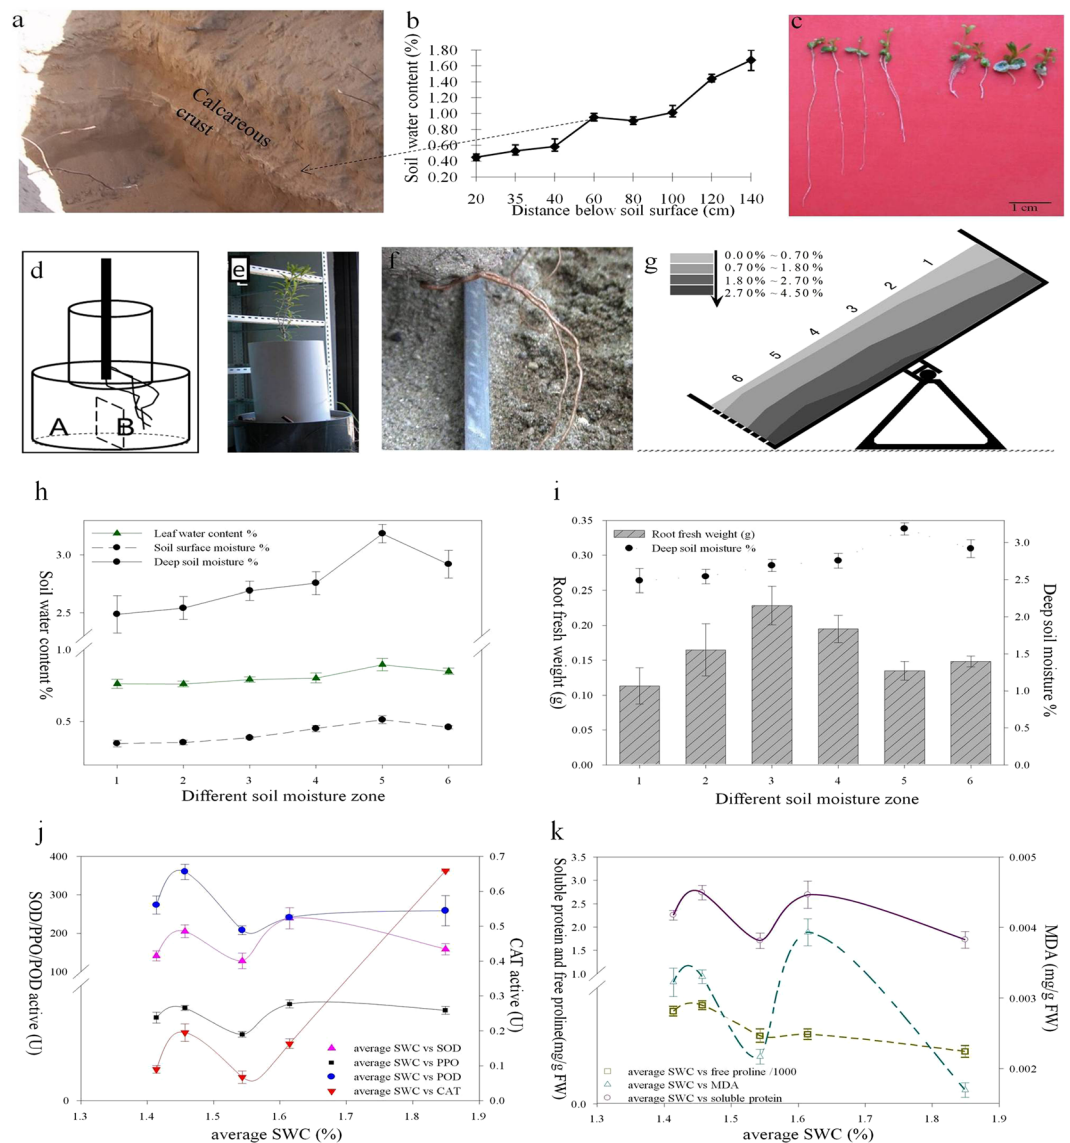 a
Calcareous
crust
b
Soil water content (%)
1.80
1.60
1.40
1.20
1.00
0.80
0.60
0.40
0.20
20 35 40 60 80 100 120 140
Distance below soil surface (cm)
c
1 cm
d
A B
e
f
g
0.00%~0.70%
0.70%~1.80%
1.80%~2.70%
2.70%~4.50%
1
2
3
4
5
6
h
Soil water content %
3.0
2.5
1.0
0.5
Leaf water content %
Soil surface moisture %
Deep soil moisture %
1 2 3 4 5 6
Different soil moisture zone
i
Root fresh weight (g)
0.35
0.30
0.25
0.20
0.15
0.10
0.05
0.00
Root fresh weight (g)
Deep soil moisture %
3.0
2.5
2.0
1.5
1.0
0.5
0.0
Deep soil moisture %
1 2 3 4 5 6
Different soil moisture zone
j
SOD/PPO/POD active (U)
400
300
200
100
0
0.7
0.6
0.5
0.4
0.3
0.2
0.1
0.0
CAT active (U)
average SWC vs SOD
average SWC vs PPO
average SWC vs POD
average SWC vs CAT
1.3 1.4 1.5 1.6 1.7 1.8 1.9
average SWC (%)
k
Soluble protein and free proline(mg/g FW)
3.5
3.0
2.5
2.0
1.5
1.0
0.0
0.005
0.004
0.003
0.002
MDA (mg/g FW)
average SWC vs free proline /1000
average SWC vs MDA
average SWC vs soluble protein
1.3 1.4 1.5 1.6 1.7 1.8 1.9
average SWC (%)